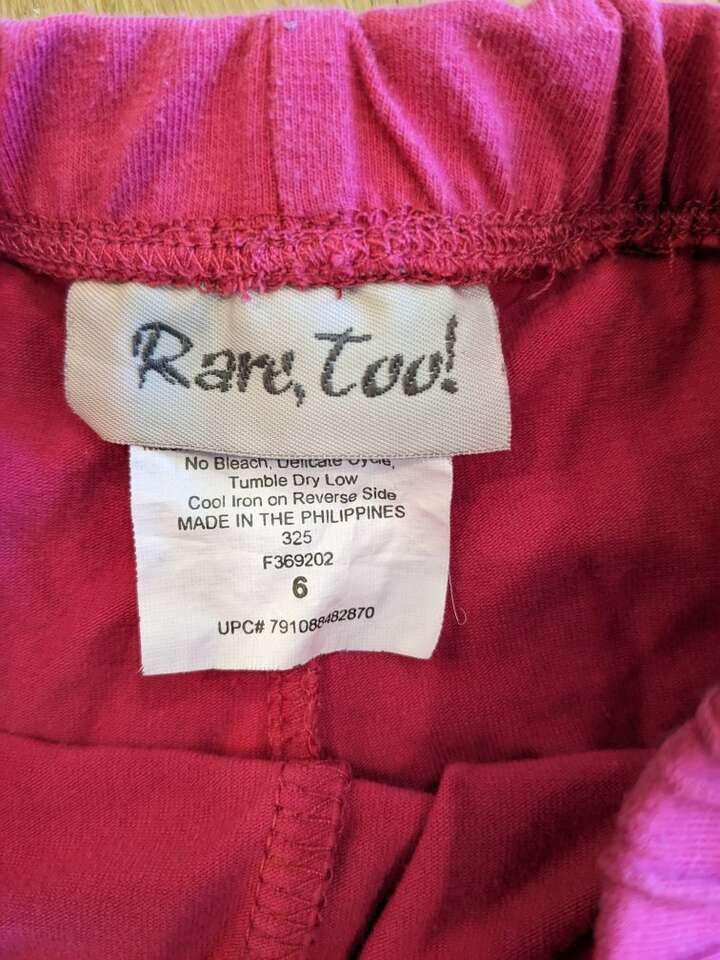 Rare, Too!
No Bleach, Delicate Cycle,
Tumble Dry Low
Cool Iron on Reverse Side
MADE IN THE PHILIPPINES
325
F369202
6
UPC# 791088482870